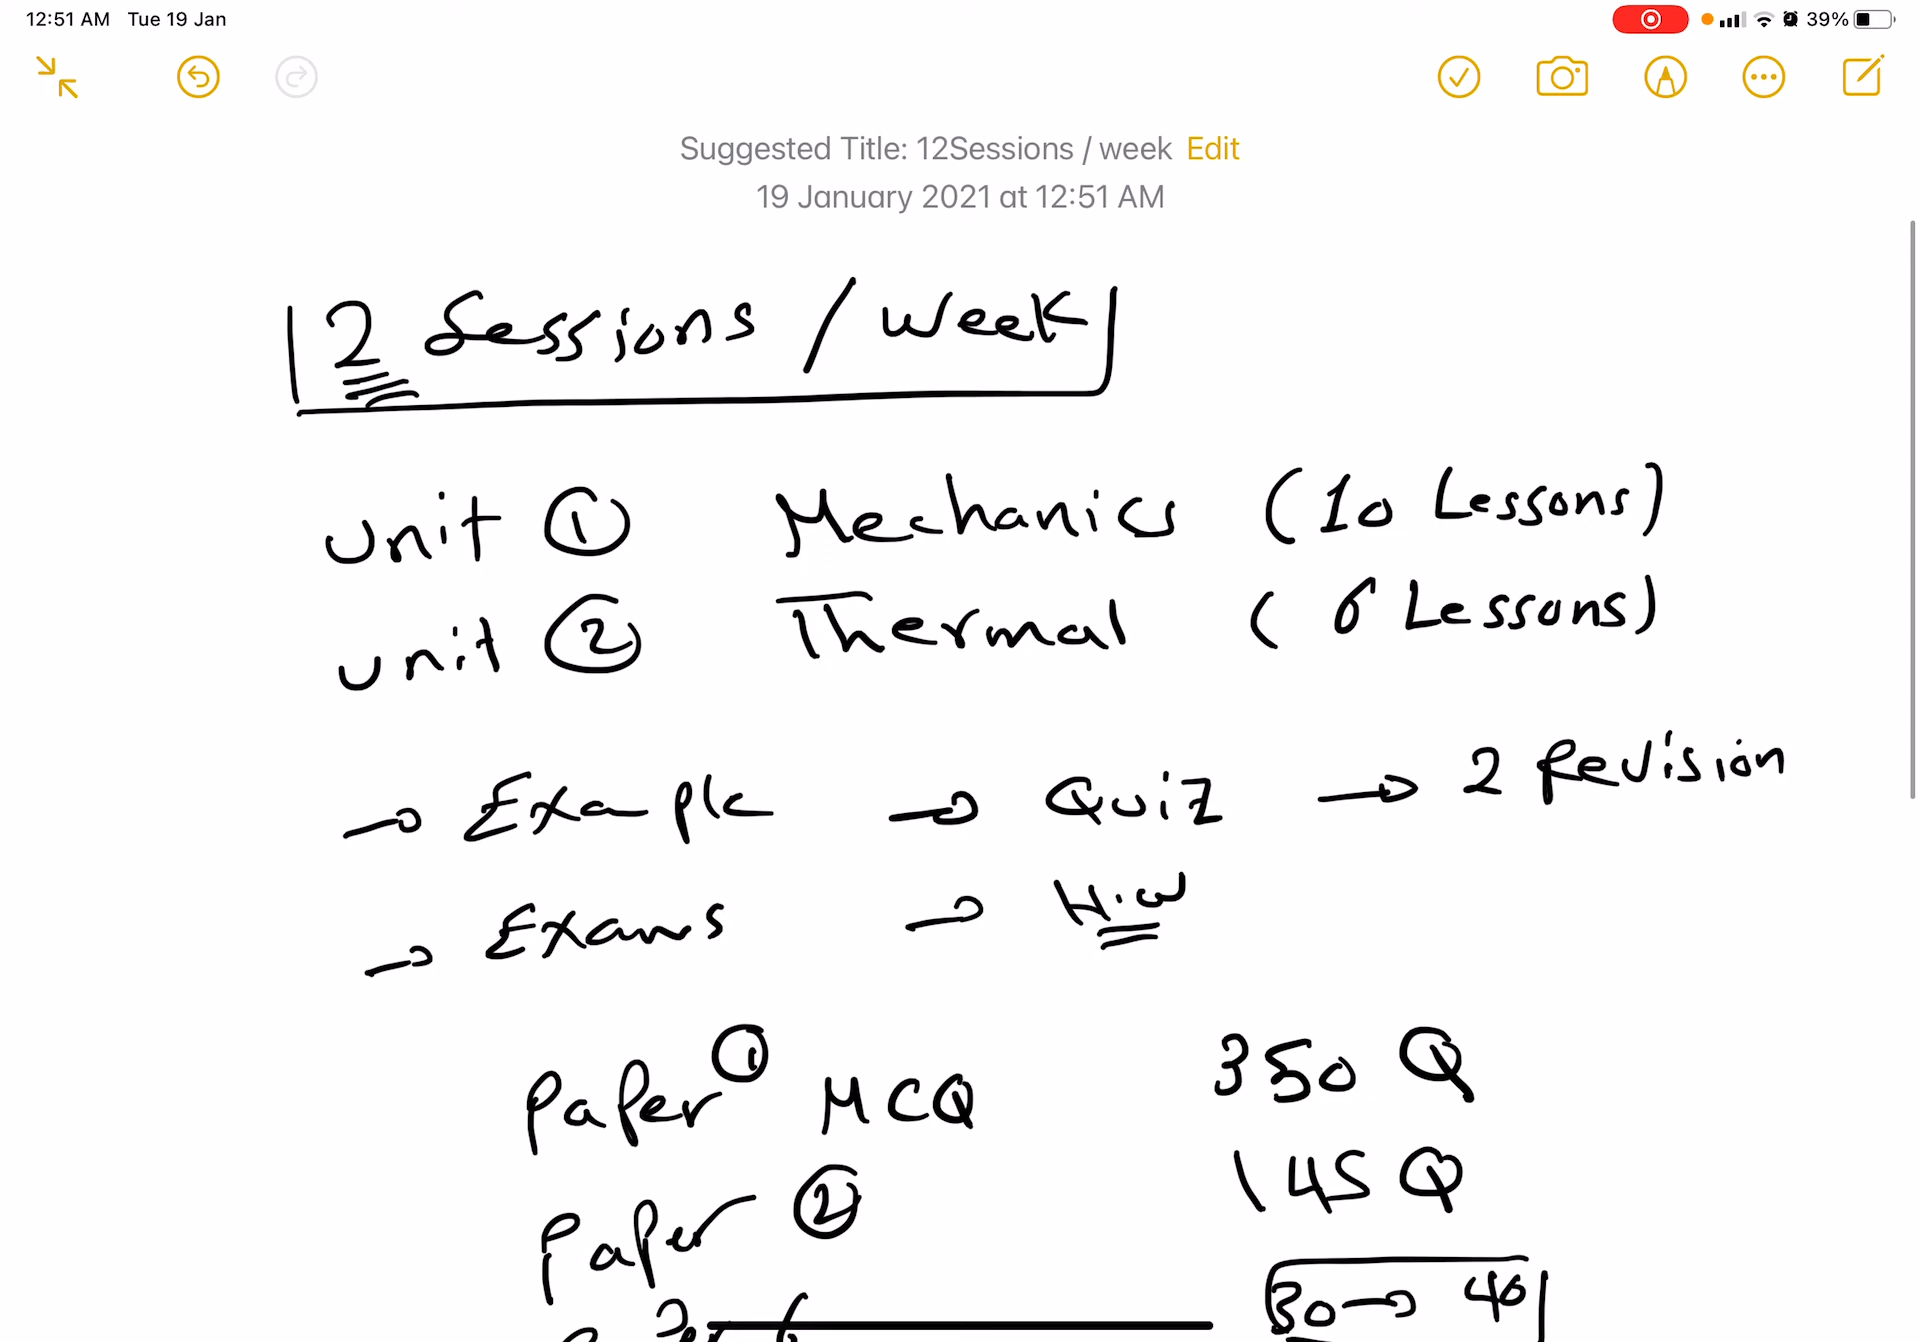 12:51 AM Tue 19 Jan 39%
Suggested Title: 12Sessions / week Edit
19 January 2021 at 12:51 AM
2 Sessions / week
Unit 1 Mechanics (10 Lessons)
Unit 2 Thermal (6 Lessons)
→ Example → Quiz → 2 Revision
→ Exams → H.w
Paper 1 MCQ 350 Q
Paper 2 145 Q
30 → 40